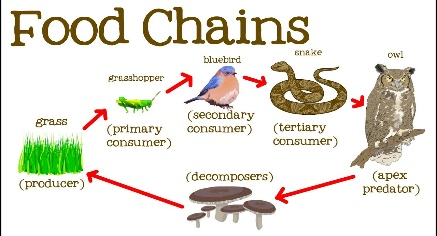 Food Chains
grass
(producer)
grasshopper
(primary
consumer)
bluebird
(secondary
consumer)
snake
(tertiary
consumer)
owl
(apex
predator)
(decomposers)